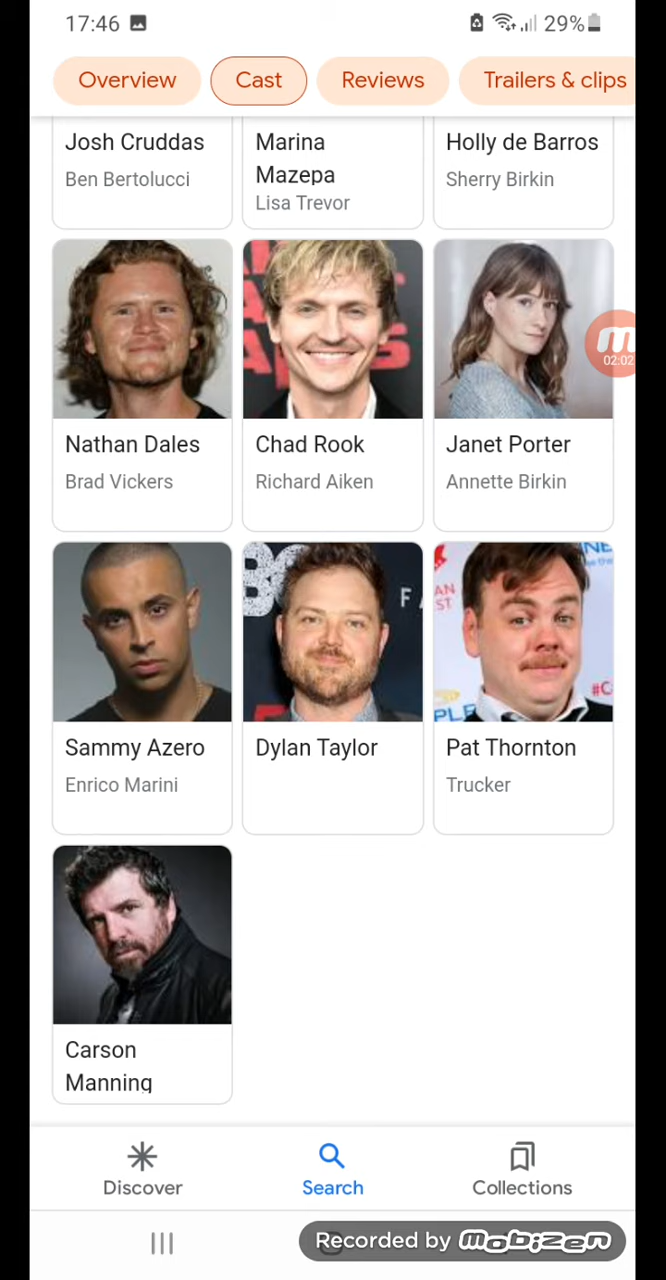 17:46
29%
Overview
Cast
Reviews
Trailers & clips
Josh Cruddas
Ben Bertolucci
Marina
Mazepa
Lisa Trevor
Holly de Barros
Sherry Birkin
02:02
Nathan Dales
Brad Vickers
Chad Rook
Richard Aiken
Janet Porter
Annette Birkin
Sammy Azero
Enrico Marini
Dylan Taylor
Pat Thornton
Trucker
Carson
Manning
Discover
Search
Collections
Recorded by mobizen